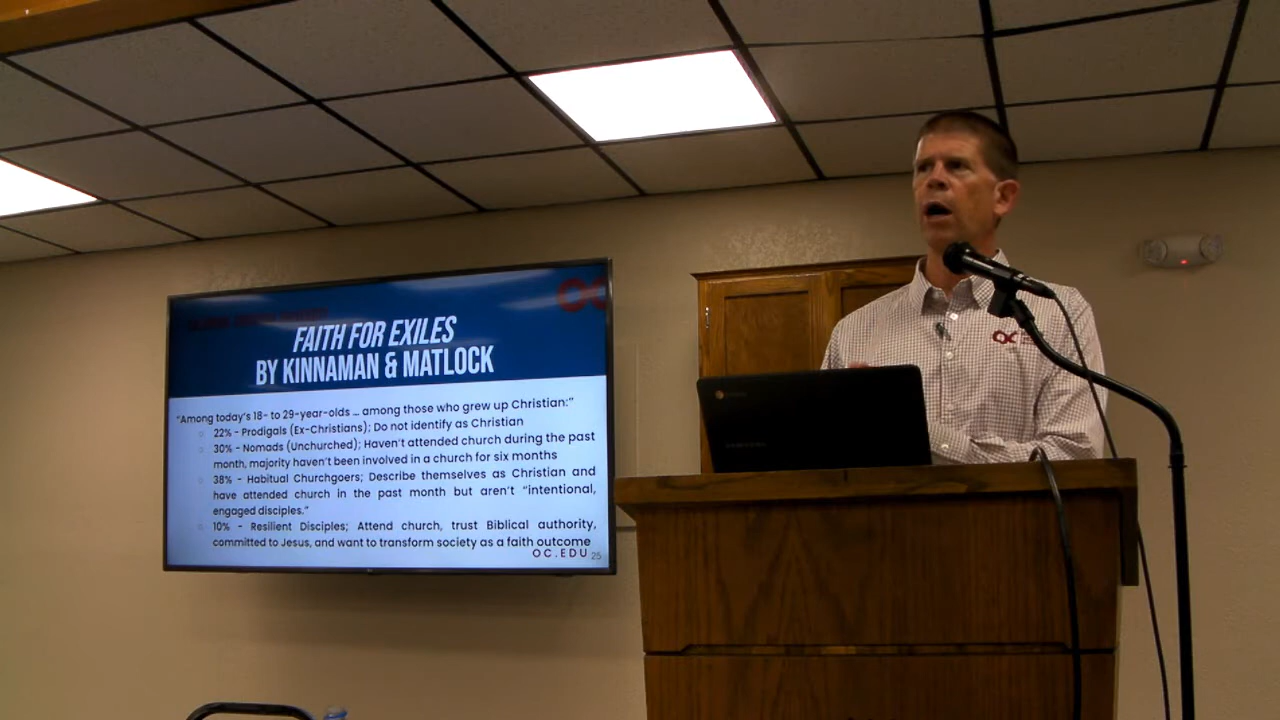 OC
FAITH FOR EXILES
BY KINNAMAN & MATLOCK
"Among today's 18- to 29-year-olds ... among those who grew up Christian:"
22% - Prodigals (Ex-Christians); Do not identify as Christian
30% - Nomads (Unchurched); Haven't attended church during the past
month, majority haven't been involved in a church for six months
38% - Habitual Churchgoers; Describe themselves as Christian and
have attended church in the past month but aren't "intentional,
engaged disciples."
10% - Resilient Disciples; Attend church, trust Biblical authority,
committed to Jesus, and want to transform society as a faith outcome
OC.EDU 25
OC